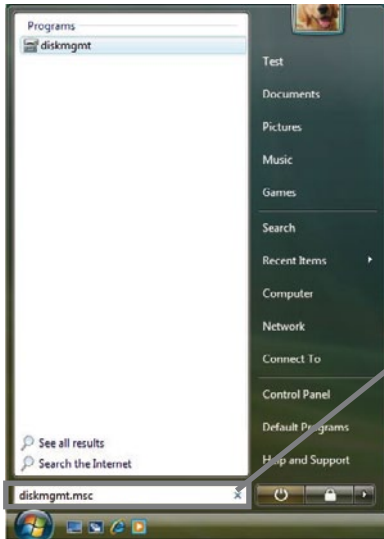 Programs
diskmgmt
See all results
Search the Internet
diskmgmt.msc
Test
Documents
Pictures
Music
Games
Search
Recent Items
Computer
Network
Connect To
Control Panel
Default Programs
Help and Support